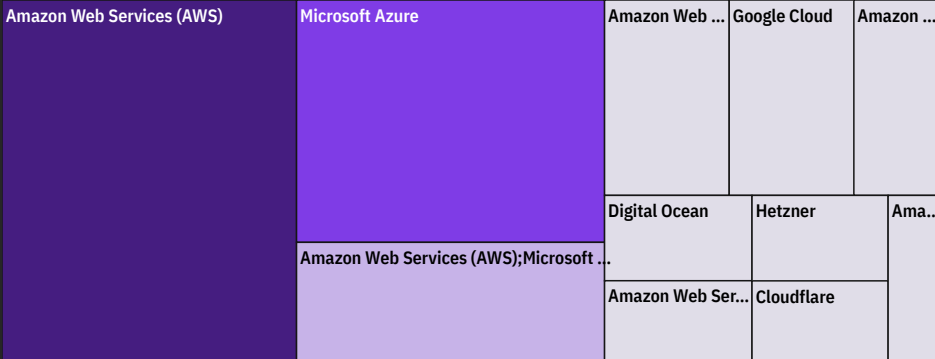 Amazon Web Services (AWS)
Microsoft Azure
Amazon Web ...
Google Cloud
Amazon ...
Amazon Web Services (AWS);Microsoft ...
Digital Ocean
Hetzner
Ama...
Amazon Web Ser...
Cloudflare